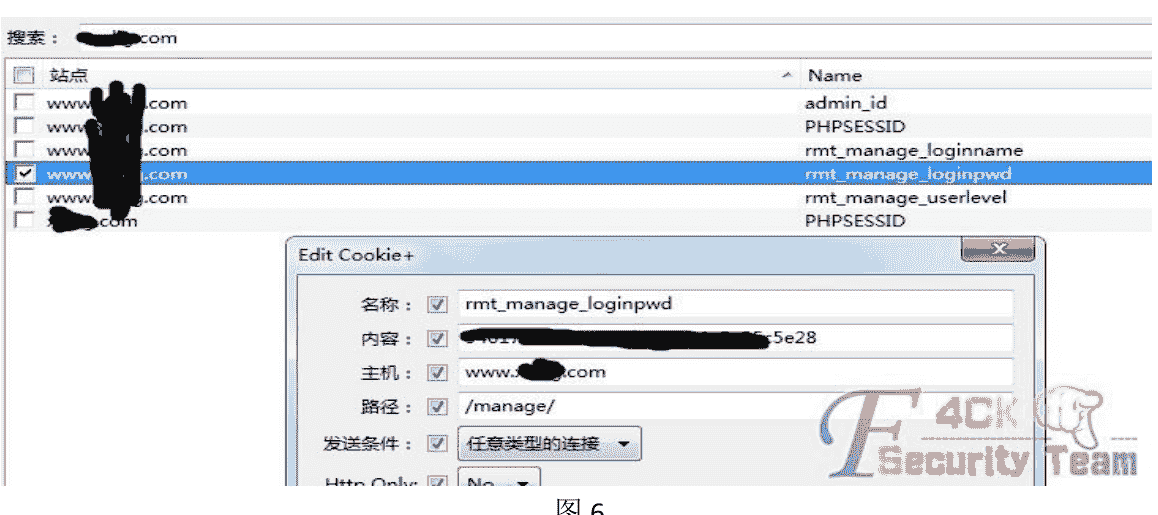 搜索： .com
站点 Name
www. .com admin_id
www. .com PHPSESSID
www. .com rmt_manage_loginname
www. .com rmt_manage_loginpwd
www. .com rmt_manage_userlevel
.com PHPSESSID
Edit Cookie+
名称： rmt_manage_loginpwd
内容： c5e28
主机： www. .com
路径： /manage/
发送条件： 任意类型的连接
Http Only: No
F4CK
Security Team
图 6